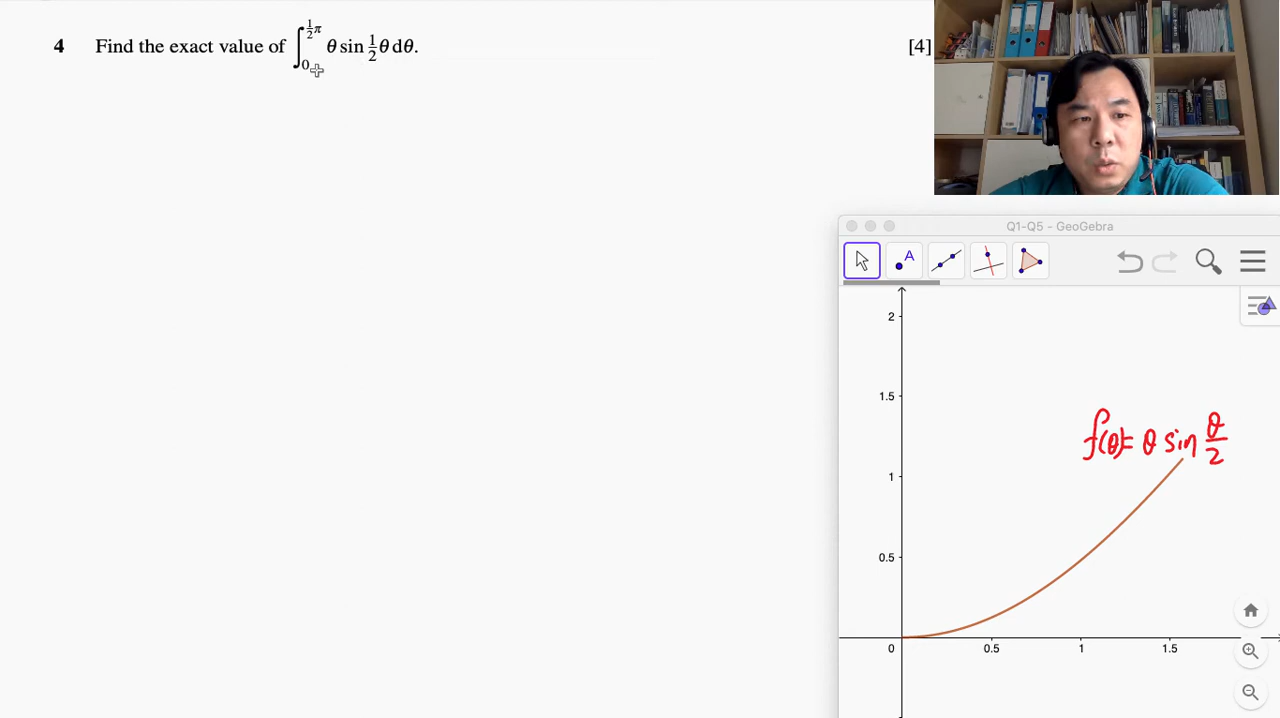 4 Find the exact value of ∫₀^{½π} θ sin ½θ dθ. [4]
Q1-Q5 - GeoGebra
A
2
1.5
f(θ)= θ sin θ/2
1
0.5
0 0.5 1 1.5